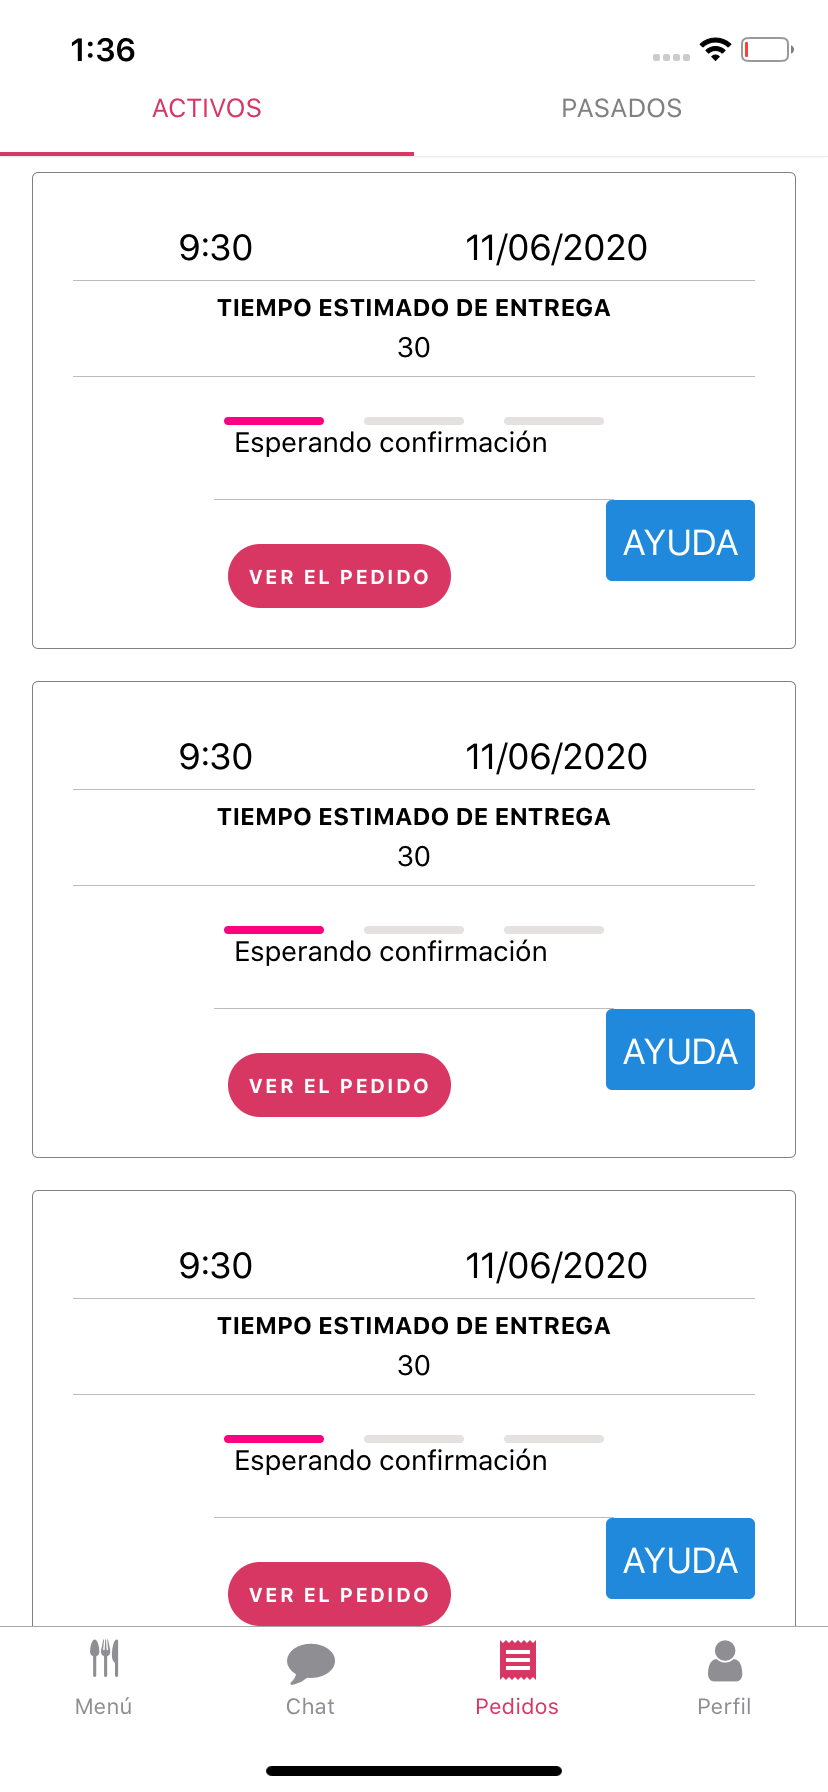 1:36
ACTIVOS PASADOS
9:30 11/06/2020
TIEMPO ESTIMADO DE ENTREGA
30
Esperando confirmación
AYUDA
VER EL PEDIDO
9:30 11/06/2020
TIEMPO ESTIMADO DE ENTREGA
30
Esperando confirmación
AYUDA
VER EL PEDIDO
9:30 11/06/2020
TIEMPO ESTIMADO DE ENTREGA
30
Esperando confirmación
AYUDA
VER EL PEDIDO
Menú Chat Pedidos Perfil